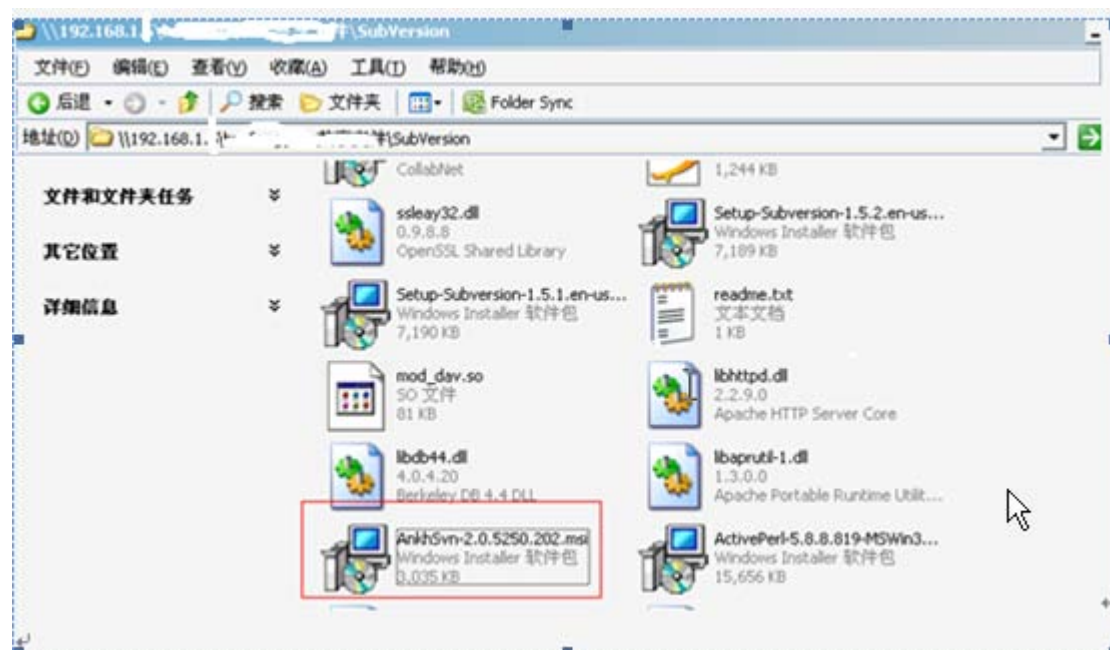 \\192.168.1. \SubVersion
文件(F) 编辑(E) 查看(V) 收藏(A) 工具(T) 帮助(H)
后退 搜索 文件夹 Folder Sync
地址(D) \\192.168.1. \SubVersion
文件和文件夹任务
其它位置
详细信息
CollabNet
1,244 KB
ssleay32.dll
0.9.8.8
OpenSSL Shared Library
Setup-Subversion-1.5.2.en-us...
Windows Installer 软件包
7,189 KB
Setup-Subversion-1.5.1.en-us...
Windows Installer 软件包
7,190 KB
readme.txt
文本文档
1 KB
mod_dav.so
SO 文件
81 KB
libhttpd.dll
2.2.9.0
Apache HTTP Server Core
libdb44.dll
4.0.4.20
Berkeley DB 4.4 DLL
libaprutil-1.dll
1.3.0.0
Apache Portable Runtime Utilit...
AnkhSvn-2.0.5250.202.msi
Windows Installer 软件包
3,035 KB
ActivePerl-5.8.8.819-MSWin3...
Windows Installer 软件包
15,656 KB